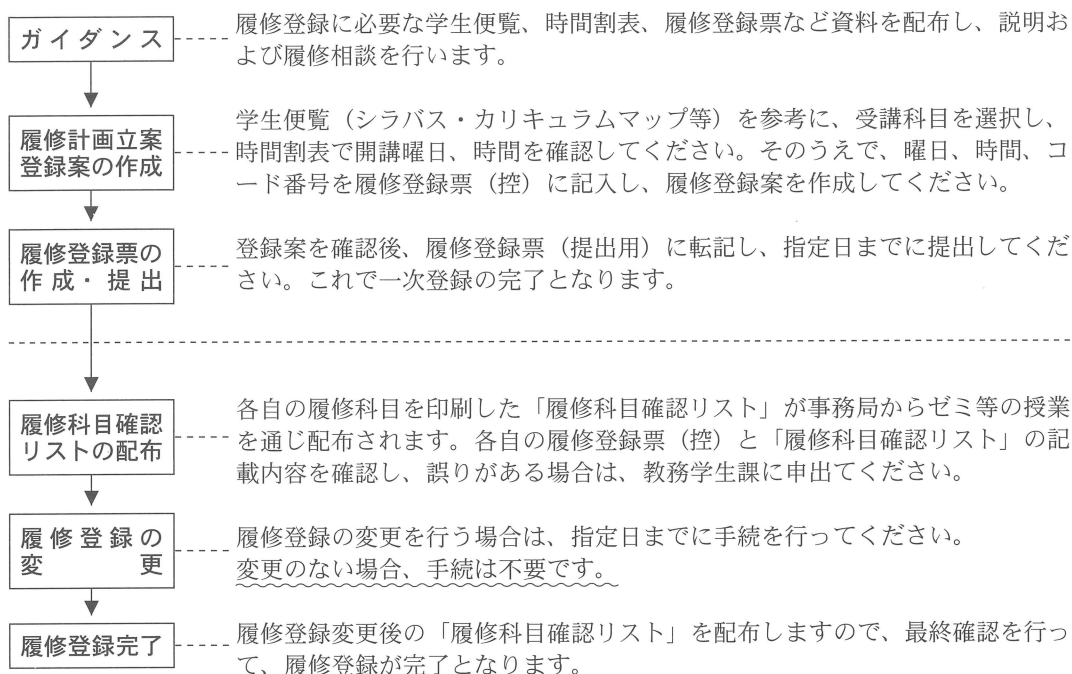 ガイダンス
履修登録に必要な学生便覧、時間割表、履修登録票など資料を配布し、説明お
よび履修相談を行います。
履修計画立案
登録案の作成
学生便覧（シラバス・カリキュラムマップ等）を参考に、受講科目を選択し、
時間割表で開講曜日、時間を確認してください。そのうえで、曜日、時間、コ
ード番号を履修登録票（控）に記入し、履修登録案を作成してください。
履修登録票の
作成・提出
登録案を確認後、履修登録票（提出用）に転記し、指定日までに提出してくだ
さい。これで一次登録の完了となります。
履修科目確認
リストの配布
各自の履修科目を印刷した「履修科目確認リスト」が事務局からゼミ等の授業
を通じ配布されます。各自の履修登録票（控）と「履修科目確認リスト」の記
載内容を確認し、誤りがある場合は、教務学生課に申出てください。
履修登録の
変更
履修登録の変更を行う場合は、指定日までに手続を行ってください。
変更のない場合、手続は不要です。
履修登録完了
履修登録変更後の「履修科目確認リスト」を配布しますので、最終確認を行っ
て、履修登録が完了となります。